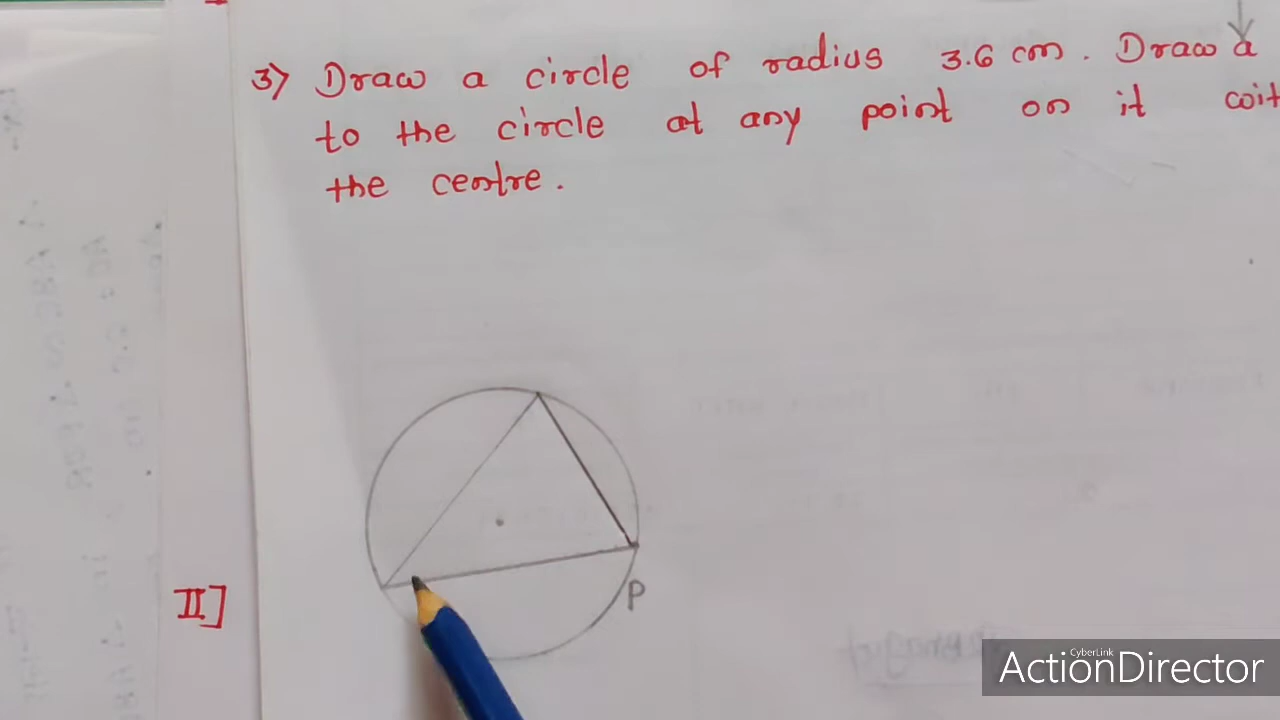 3) Draw a circle of radius 3.6 cm. Draw a
to the circle at any point on it
the centre.
P
II]
CyberLink
ActionDirector